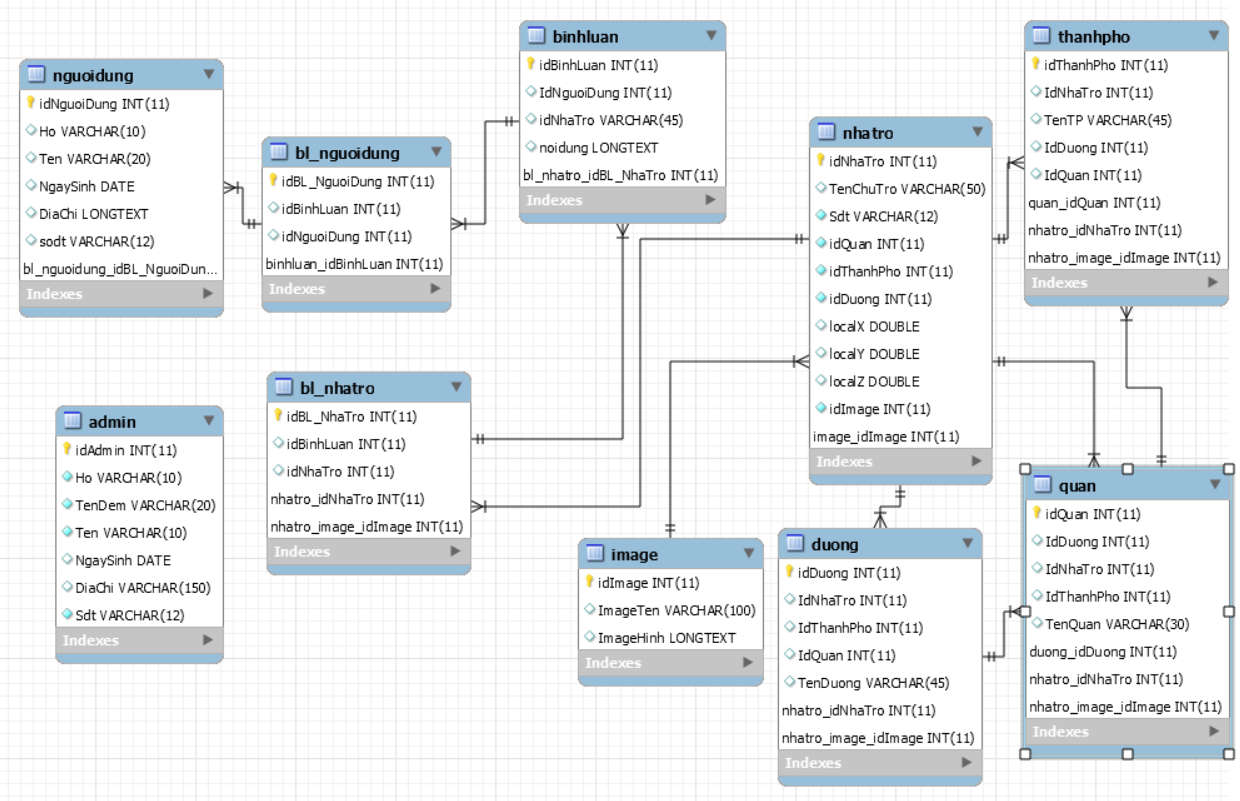 nguoidung
idNguoiDung INT(11)
Ho VARCHAR(10)
Ten VARCHAR(20)
NgaySinh DATE
DiaChi LONGTEXT
sodt VARCHAR(12)
bl_nguoidung_idBL_NguoiDun...
Indexes
bl_nguoidung
idBL_NguoiDung INT(11)
idBinhLuan INT(11)
idNguoiDung INT(11)
binhluan_idBinhLuan INT(11)
Indexes
binhluan
idBinhLuan INT(11)
IdNguoiDung INT(11)
idNhaTro VARCHAR(45)
noidung LONGTEXT
bl_nhatro_idBL_NhaTro INT(11)
Indexes
nhatro
idNhaTro INT(11)
TenChuTro VARCHAR(50)
Sdt VARCHAR(12)
idQuan INT(11)
idThanhPho INT(11)
idDuong INT(11)
localX DOUBLE
localY DOUBLE
localZ DOUBLE
idImage INT(11)
image_idImage INT(11)
Indexes
thanhpho
idThanhPho INT(11)
IdNhaTro INT(11)
TenTP VARCHAR(45)
IdDuong INT(11)
IdQuan INT(11)
quan_idQuan INT(11)
nhatro_idNhaTro INT(11)
nhatro_image_idImage INT(11)
Indexes
admin
idAdmin INT(11)
Ho VARCHAR(10)
TenDem VARCHAR(20)
Ten VARCHAR(10)
NgaySinh DATE
DiaChi VARCHAR(150)
Sdt VARCHAR(12)
Indexes
bl_nhatro
idBL_NhaTro INT(11)
idBinhLuan INT(11)
idNhaTro INT(11)
nhatro_idNhaTro INT(11)
nhatro_image_idImage INT(11)
Indexes
image
idImage INT(11)
ImageTen VARCHAR(100)
ImageHinh LONGTEXT
Indexes
duong
idDuong INT(11)
IdNhaTro INT(11)
IdThanhPho INT(11)
IdQuan INT(11)
TenDuong VARCHAR(45)
nhatro_idNhaTro INT(11)
nhatro_image_idImage INT(11)
Indexes
quan
idQuan INT(11)
IdDuong INT(11)
IdNhaTro INT(11)
IdThanhPho INT(11)
TenQuan VARCHAR(30)
duong_idDuong INT(11)
nhatro_idNhaTro INT(11)
nhatro_image_idImage INT(11)
Indexes